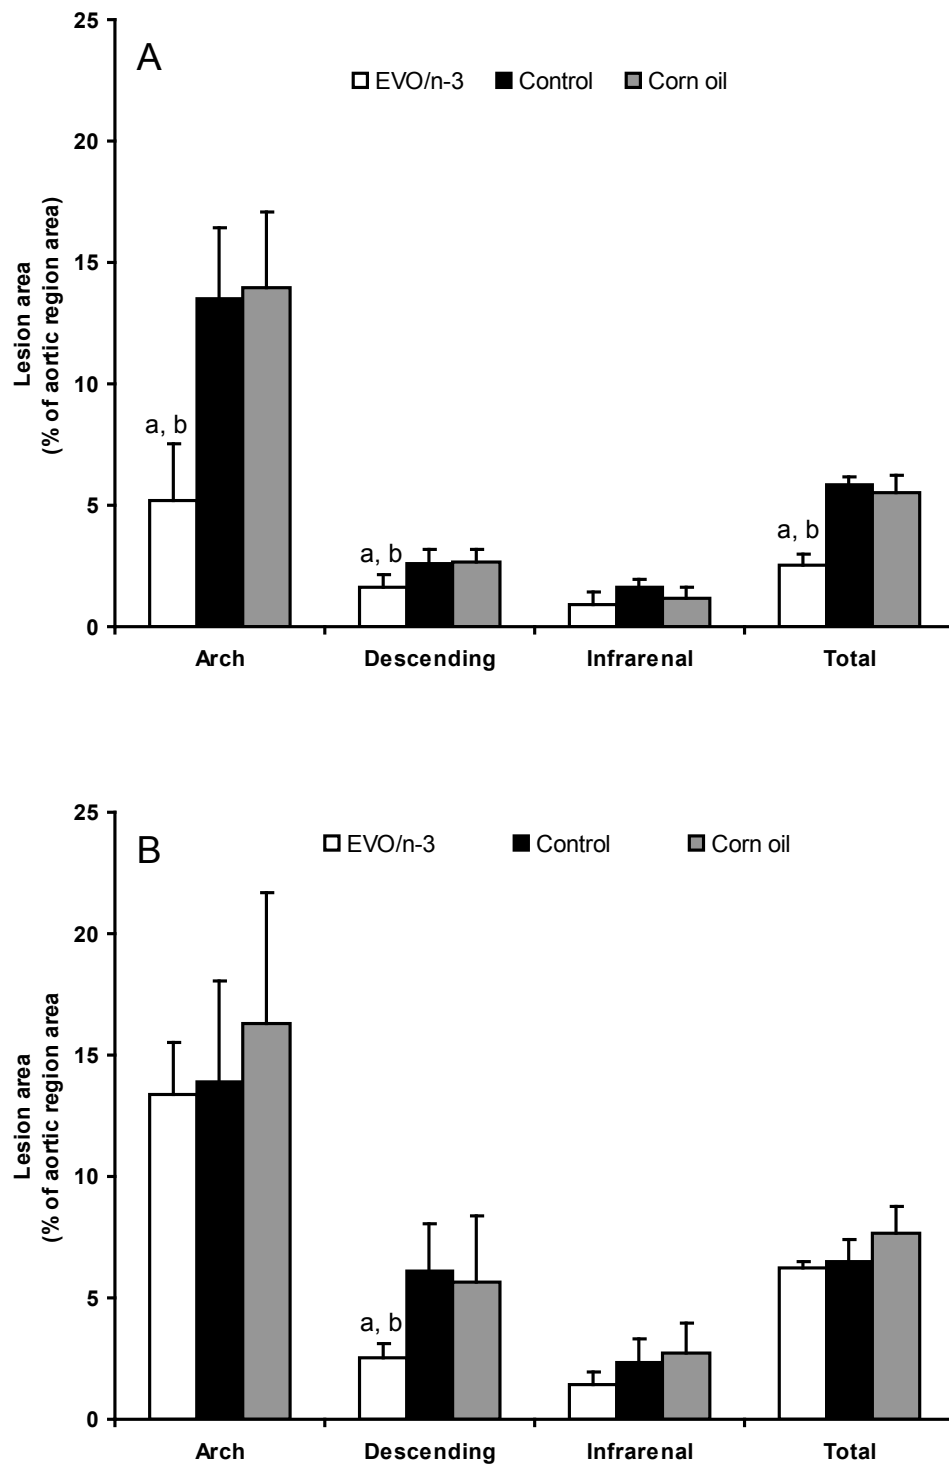 25
A
EVO/n-3 Control Corn oil
20
15
10
5
0
Lesion area
(% of aortic region area)
a, b
a, b
a, b
Arch Descending Infrarenal Total
25
B
EVO/n-3 Control Corn oil
20
15
10
5
0
Lesion area
(% of aortic region area
a, b
Arch Descending Infrarenal Total